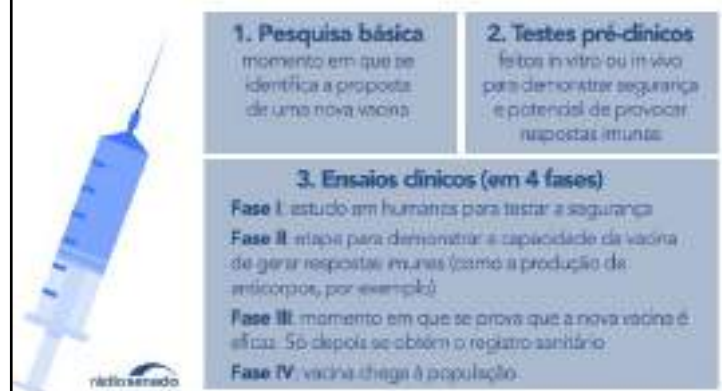 1. Pesquisa básica
momento em que se
identifica a proposta
de uma nova vacina
2. Testes pré-clínicos
feitos in vitro ou in vivo
para demonstrar segurança
e potencial de provocar
respostas imunes
3. Ensaios clínicos (em 4 fases)
Fase I: estudo em humanos para testar a segurança
Fase II: etapa para demonstrar a capacidade da vacina
de gerar respostas imunes (como a produção de
anticorpos, por exemplo)
Fase III: momento em que se prova que a nova vacina é
eficaz. Só depois se obtém o registro sanitário
Fase IV: vacina chega à população
rádiosenado